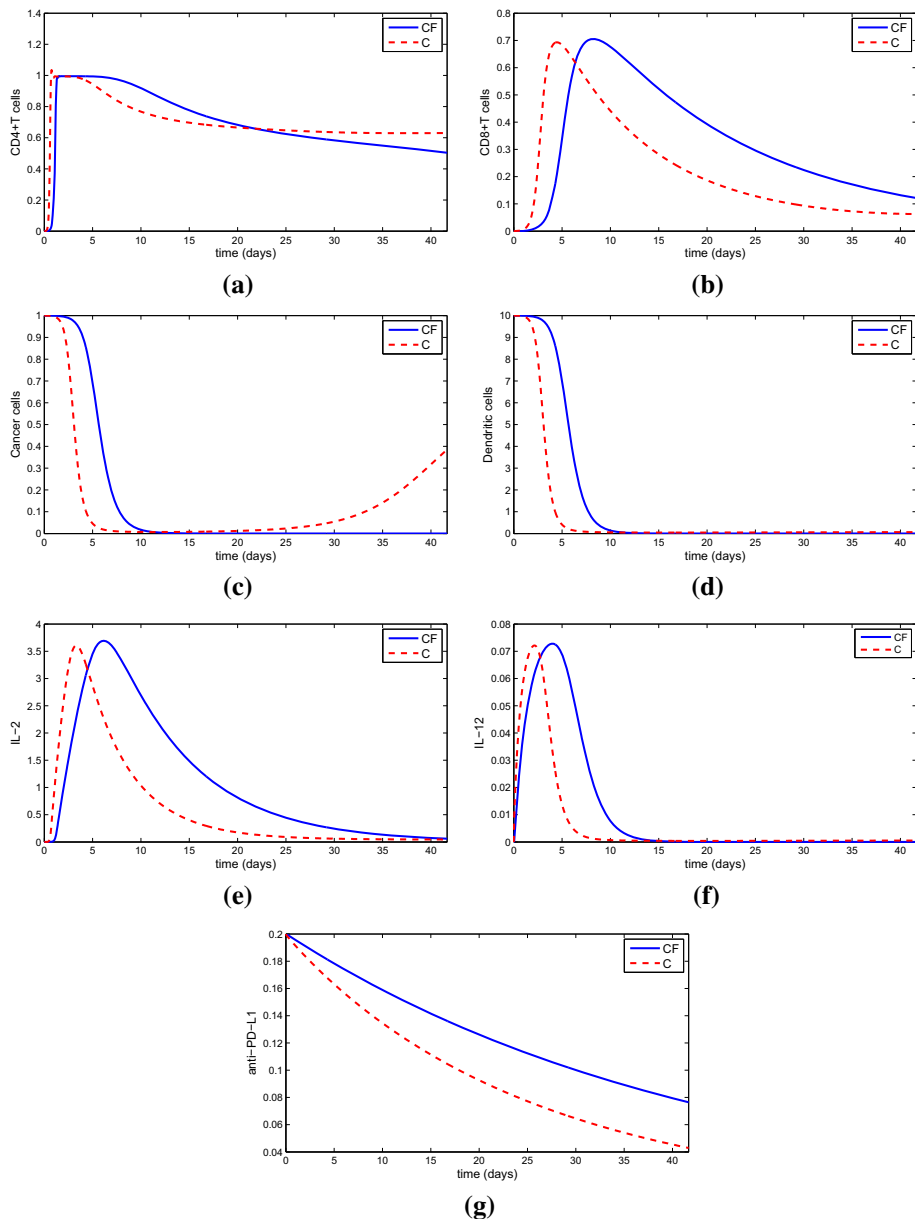 1.4
1.2
1
0.8
0.6
0.4
0.2
0
CD4+T cells
0 5 10 15 20 25 30 35 40
time (days)
CF
C
(a)
0.8
0.7
0.6
0.5
0.4
0.3
0.2
0.1
0
CD8+T cells
0 5 10 15 20 25 30 35 40
time (days)
CF
C
(b)
1
0.9
0.8
0.7
0.6
0.5
0.4
0.3
0.2
0.1
0
Cancer cells
0 5 10 15 20 25 30 35 40
time (days)
CF
C
(c)
10
9
8
7
6
5
4
3
2
1
0
Dendritic cells
0 5 10 15 20 25 30 35 40
time (days)
CF
C
(d)
4
3.5
3
2.5
2
1.5
1
0.5
0
IL−2
0 5 10 15 20 25 30 35 40
time (days)
CF
C
(e)
0.08
0.07
0.06
0.05
0.04
0.03
0.02
0.01
0
IL−12
0 5 10 15 20 25 30 35 40
time (days)
CF
C
(f)
0.2
0.18
0.16
0.14
0.12
0.1
0.08
0.06
0.04
anti−PD−L1
0 5 10 15 20 25 30 35 40
time (days)
CF
C
(g)